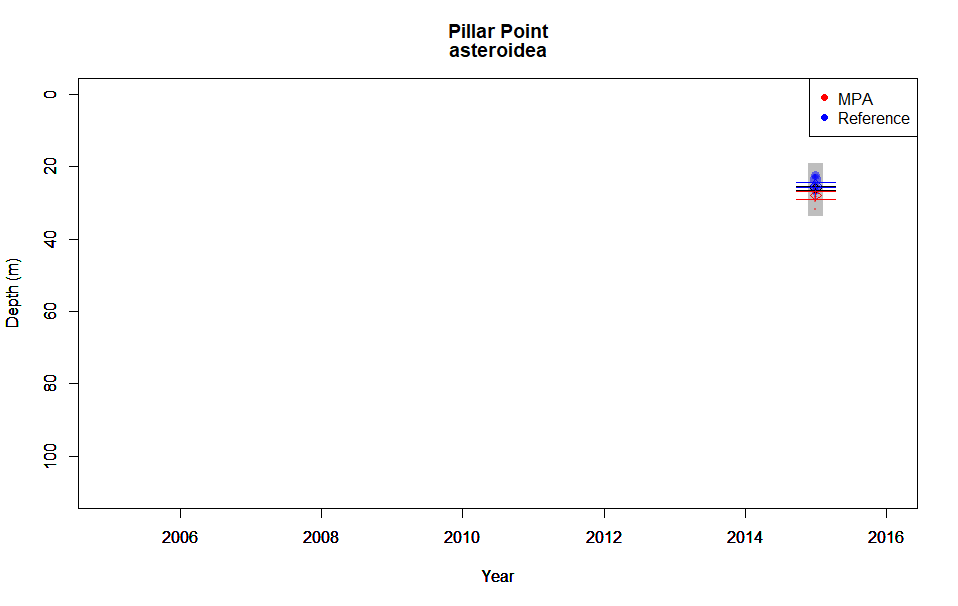 Pillar Point
asteroidea
MPA
Reference
0
20
40
60
80
100
Depth (m)
2006
2008
2010
2012
2014
2016
Year